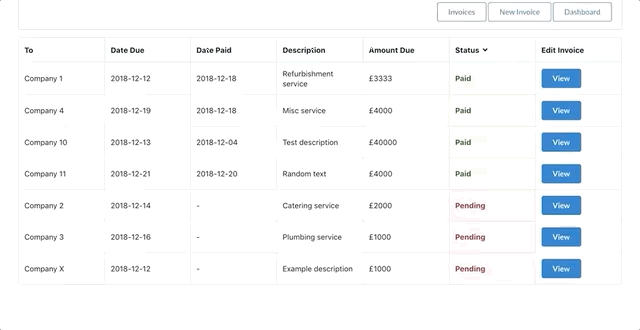 Invoices New Invoice Dashboard
To Date Due Date Paid Description Amount Due Status Edit Invoice
Company 1 2018-12-12 2018-12-18 Refurbishment service £3333 Paid View
Company 4 2018-12-19 2018-12-18 Misc service £4000 Paid View
Company 10 2018-12-13 2018-12-04 Test description £40000 Paid View
Company 11 2018-12-21 2018-12-20 Random text £4000 Paid View
Company 2 2018-12-14 - Catering service £2000 Pending View
Company 3 2018-12-16 - Plumbing service £1000 Pending View
Company X 2018-12-12 - Example description £1000 Pending View